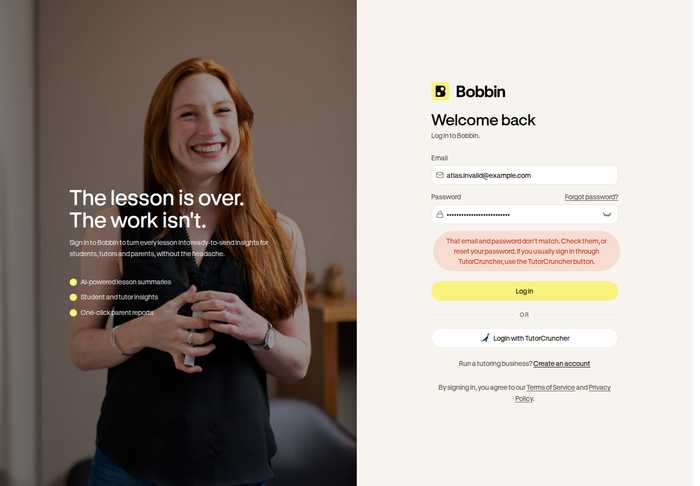 The lesson is over.
The work isn't.
Sign in to Bobbin to turn every lesson into ready-to-send insights for
students, tutors and parents, without the headache.
AI-powered lesson summaries
Student and tutor insights
One-click parent reports
Bobbin
Welcome back
Log in to Bobbin.
Email
atlas.invalid@example.com
Password
Forgot password?
••••••••••••••••••••••••••
That email and password don't match. Check them, or
reset your password. If you usually sign in through
TutorCruncher, use the TutorCruncher button.
Log in
OR
Login with TutorCruncher
Run a tutoring business? Create an account
By signing in, you agree to our Terms of Service and Privacy
Policy.